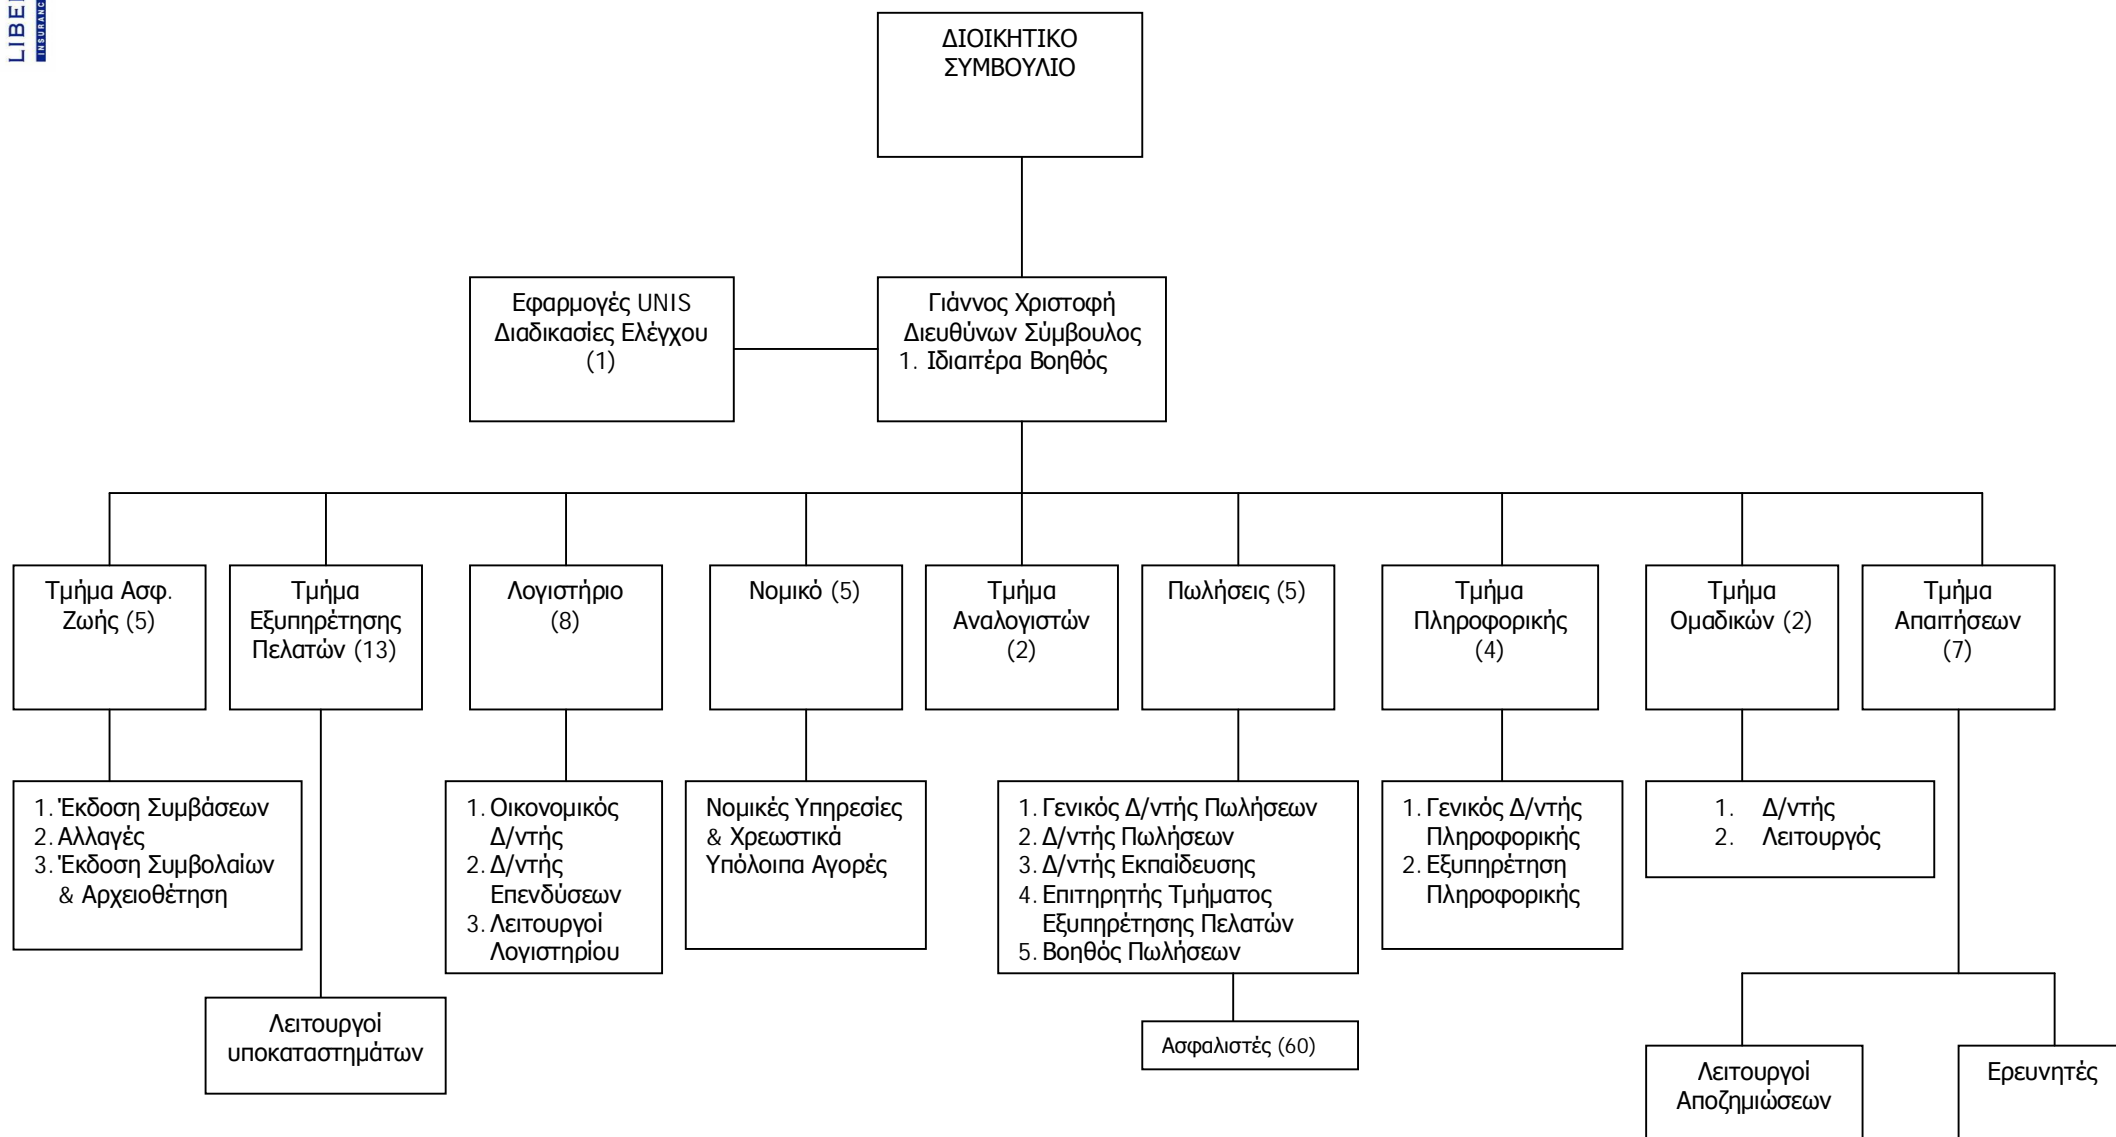 LIBE
INSURANC
ΔΙΟΙΚΗΤΙΚΟ
ΣΥΜΒΟΥΛΙΟ
Εφαρμογές UNIS
Διαδικασίες Ελέγχου
(1)
Γιάννος Χριστοφή
Διευθύνων Σύμβουλος
1. Ιδιαιτέρα Βοηθός
Τμήμα Ασφ.
Ζωής (5)
Τμήμα
Εξυπηρέτησης
Πελατών (13)
Λογιστήριο
(8)
Νομικό (5)
Τμήμα
Αναλογιστών
(2)
Πωλήσεις (5)
Τμήμα
Πληροφορικής
(4)
Τμήμα
Ομαδικών (2)
Τμήμα
Απαιτήσεων
(7)
1. Έκδοση Συμβάσεων
2. Αλλαγές
3. Έκδοση Συμβολαίων
& Αρχειοθέτηση
1. Οικονομικός
Δ/ντής
2. Δ/ντής
Επενδύσεων
3. Λειτουργοί
Λογιστηρίου
Νομικές Υπηρεσίες
& Χρεωστικά
Υπόλοιπα Αγορές
1. Γενικός Δ/ντής Πωλήσεων
2. Δ/ντής Πωλήσεων
3. Δ/ντής Εκπαίδευσης
4. Επιτηρητής Τμήματος
Εξυπηρέτησης Πελατών
5. Βοηθός Πωλήσεων
1. Γενικός Δ/ντής
Πληροφορικής
2. Εξυπηρέτηση
Πληροφορικής
1. Δ/ντής
2. Λειτουργός
Λειτουργοί
υποκαταστημάτων
Ασφαλιστές (60)
Λειτουργοί
Αποζημιώσεων
Ερευνητές